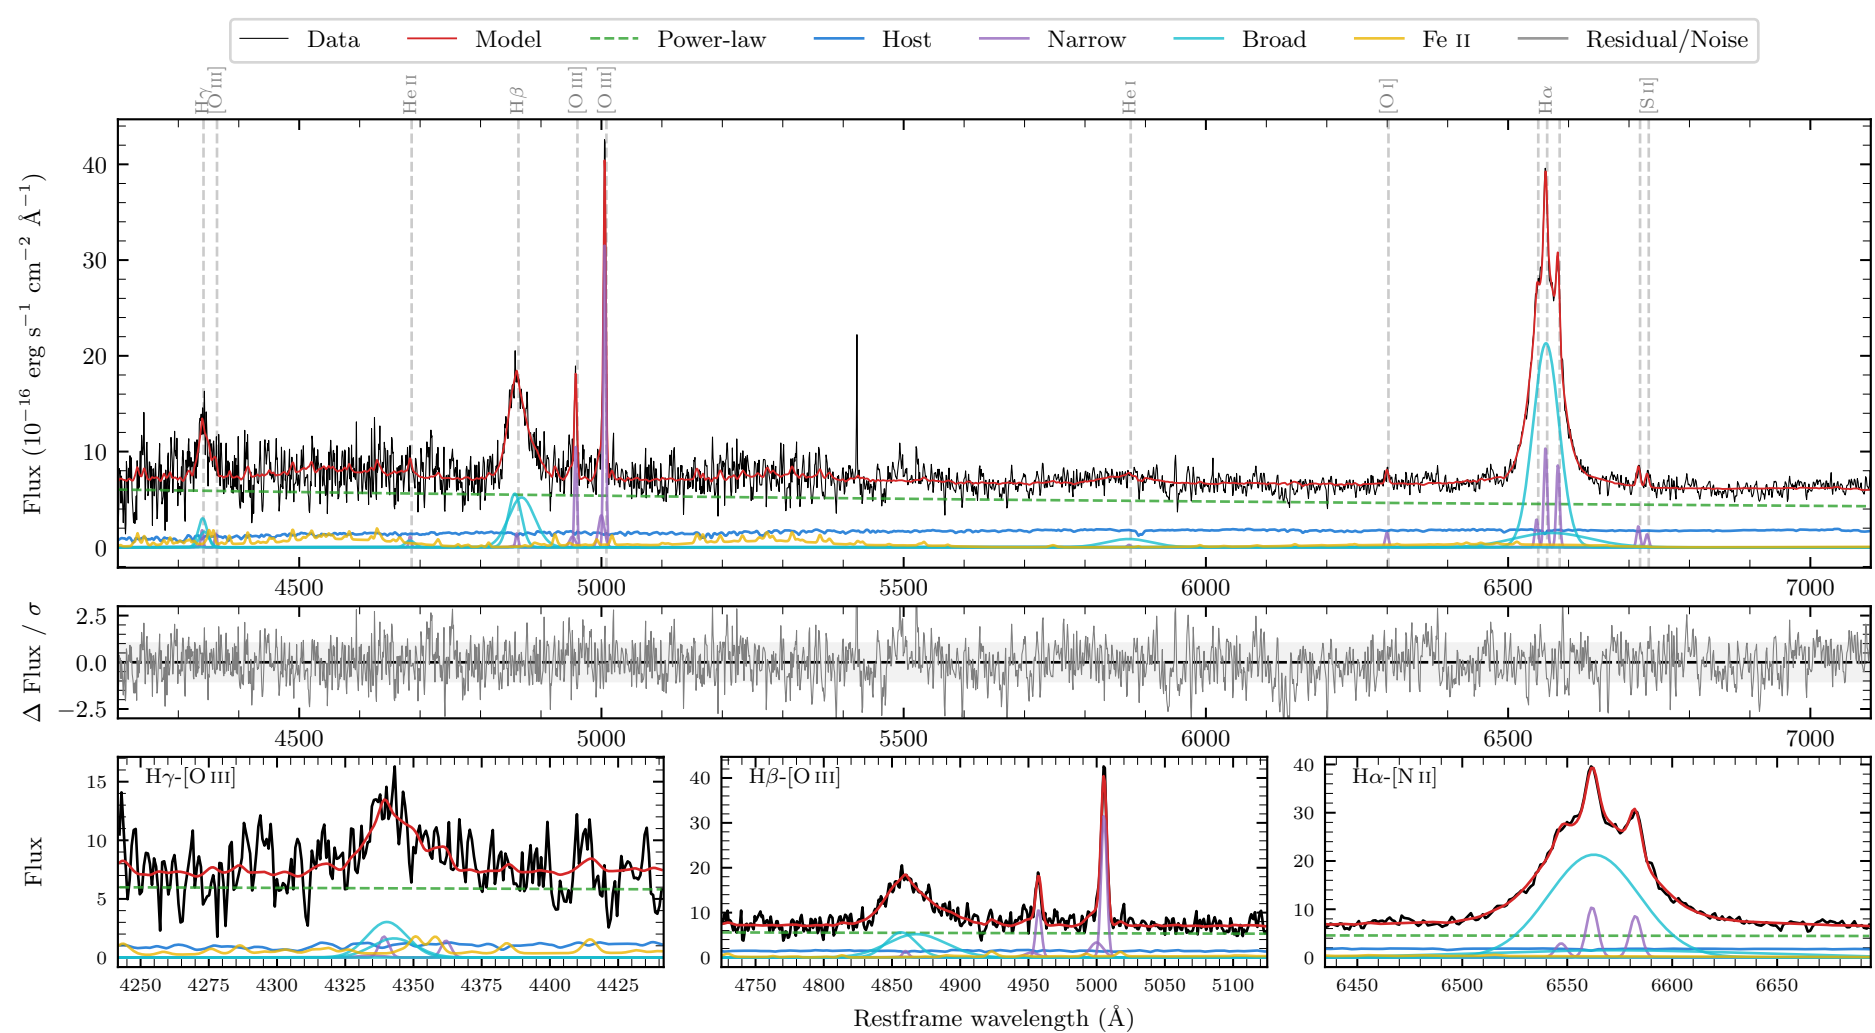 Data Model Power-law Host Narrow Broad Fe II Residual/Noise
Hγ [O III] He II Hβ [O III] [O III] He I [O I] Hα [S II]
Flux (10⁻¹⁶ erg s⁻¹ cm⁻² Å⁻¹)
40
30
20
10
0
4500 5000 5500 6000 6500 7000
Δ Flux / σ
2.5
0.0
−2.5
4500 5000 5500 6000 6500 7000
Flux
Hγ-[O III]
15
10
5
0
4250 4275 4300 4325 4350 4375 4400 4425
Hβ-[O III]
40
30
20
10
0
4750 4800 4850 4900 4950 5000 5050 5100
Hα-[N II]
40
30
20
10
0
6450 6500 6550 6600 6650
Restframe wavelength (Å)